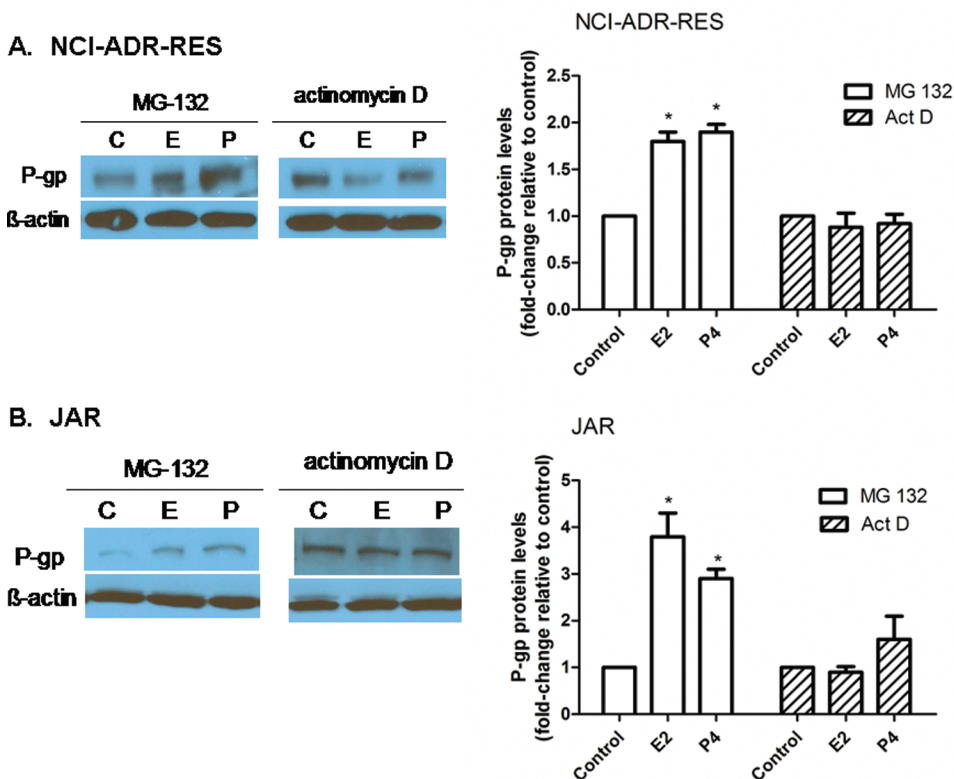 A. NCI-ADR-RES
MG-132
actinomycin D
C E P
C E P
P-gp
ß-actin
NCI-ADR-RES
P-gp protein levels
(fold-change relative to control)
2.5
2.0
1.5
1.0
0.5
0.0
* *
MG 132
Act D
Control E2 P4 Control E2 P4
B. JAR
MG-132
actinomycin D
C E P
C E P
P-gp
ß-actin
JAR
P-gp protein levels
(fold-change relative to control)
5
4
3
2
1
0
* *
MG 132
Act D
Control E2 P4 Control E2 P4